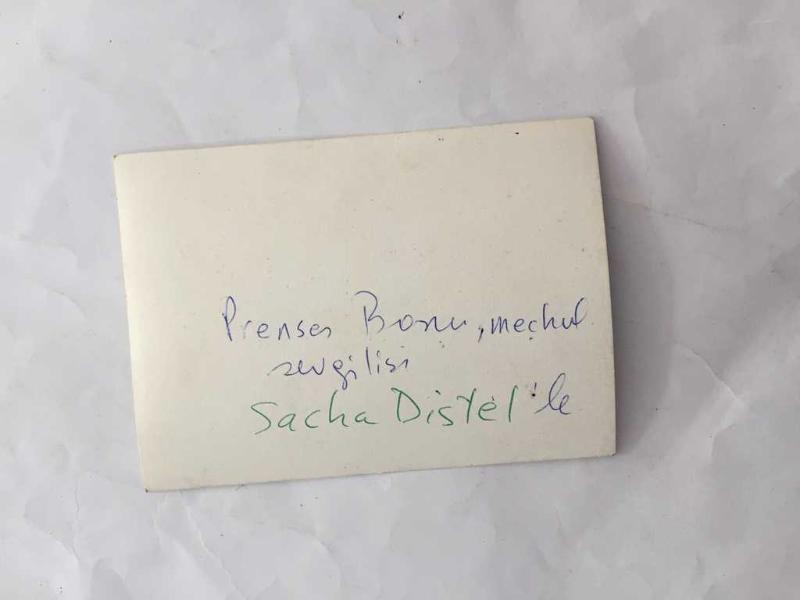 Prenses Bonu, meçhul
sevgilisi
Sacha Distel'le